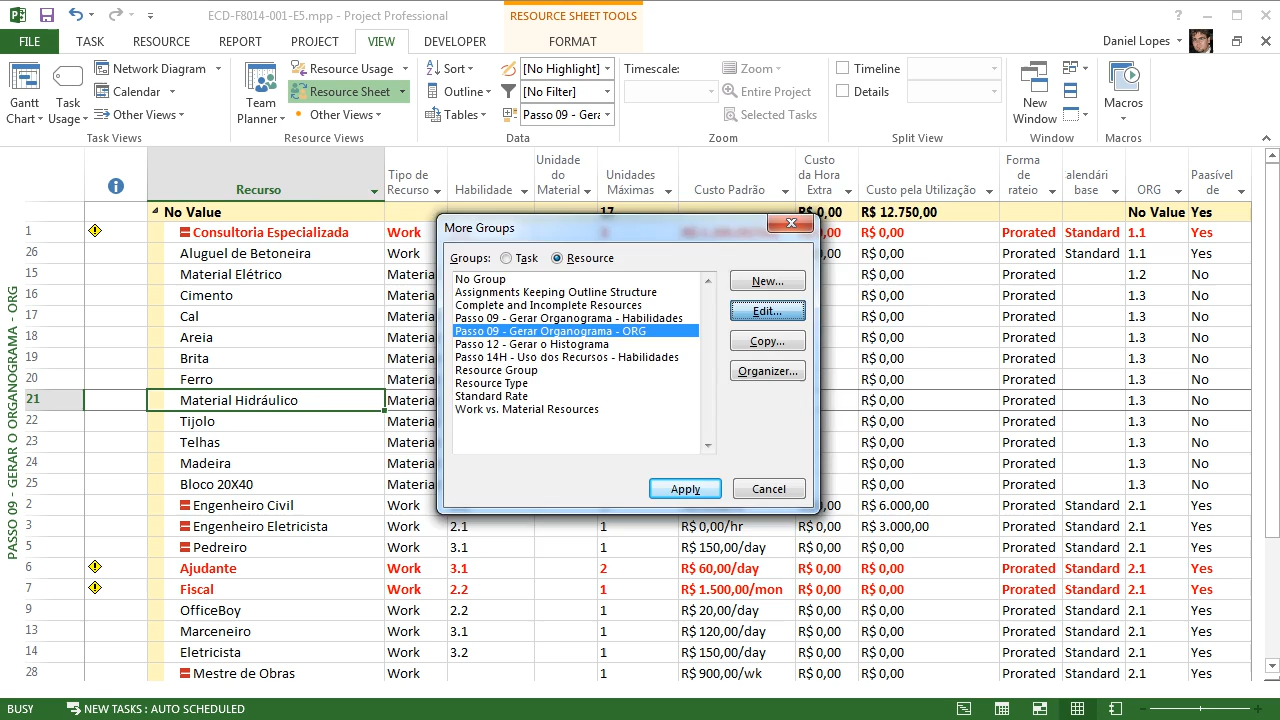 ECD-F8014-001-E5.mpp - Project Professional
RESOURCE SHEET TOOLS
FILE TASK RESOURCE REPORT PROJECT VIEW DEVELOPER FORMAT
Daniel Lopes
Gantt Chart
Task Usage
Network Diagram
Calendar
Other Views
Task Views
Team Planner
Resource Usage
Resource Sheet
Other Views
Resource Views
Sort
Outline
Tables
[No Highlight]
[No Filter]
Passo 09 - Gera
Data
Timescale:
Zoom
Entire Project
Selected Tasks
Zoom
Timeline
Details
Split View
New Window
Window
Macros
Macros
Recurso
Tipo de Recurso
Habilidade
Unidade do Material
Unidades Máximas
Custo Padrão
Custo da Hora Extra
Custo pela Utilização
Forma de rateio
alendári base
ORG
Paasível de
PASSO 09 - GERAR O ORGANOGRAMA - ORG
No Value 17 R$ 0,00 R$ 12.750,00 No Value Yes
1 Consultoria Especializada Work R$ 0,00 Prorated Standard 1.1 Yes
26 Aluguel de Betoneira Work R$ 0,00 Prorated Standard 1.1 Yes
15 Material Elétrico Materia R$ 0,00 Prorated 1.2 No
16 Cimento Materia R$ 0,00 Prorated 1.3 No
17 Cal Materia R$ 0,00 Prorated 1.3 No
18 Areia Materia R$ 0,00 Prorated 1.3 No
19 Brita Materia R$ 0,00 Prorated 1.3 No
20 Ferro Materia R$ 0,00 Prorated 1.3 No
21 Material Hidráulico Materia R$ 0,00 Prorated 1.3 No
22 Tijolo Materia R$ 0,00 Prorated 1.3 No
23 Telhas Materia R$ 0,00 Prorated 1.3 No
24 Madeira Materia R$ 0,00 Prorated 1.3 No
25 Bloco 20X40 Materia R$ 0,00 Prorated 1.3 No
2 Engenheiro Civil Work R$ 0,00 R$ 6.000,00 Prorated Standard 2.1 Yes
3 Engenheiro Eletricista Work 2.1 1 R$ 0,00/hr R$ 0,00 R$ 3.000,00 Prorated Standard 2.1 Yes
5 Pedreiro Work 3.1 1 R$ 150,00/day R$ 0,00 R$ 0,00 Prorated Standard 2.1 Yes
6 Ajudante Work 3.1 2 R$ 60,00/day R$ 0,00 R$ 0,00 Prorated Standard 2.1 Yes
7 Fiscal Work 2.2 1 R$ 1.500,00/mon R$ 0,00 R$ 0,00 Prorated Standard 2.1 Yes
9 OfficeBoy Work 2.2 1 R$ 20,00/day R$ 0,00 R$ 0,00 Prorated Standard 2.1 Yes
13 Marceneiro Work 3.1 1 R$ 120,00/day R$ 0,00 R$ 0,00 Prorated Standard 2.1 Yes
14 Eletricista Work 3.2 1 R$ 150,00/day R$ 0,00 R$ 0,00 Prorated Standard 2.1 Yes
28 Mestre de Obras Work 1 R$ 900,00/wk R$ 0,00 R$ 0,00 Prorated Standard 2.1 Yes
More Groups
Groups: Task Resource
No Group
Assignments Keeping Outline Structure
Complete and Incomplete Resources
Passo 09 - Gerar Organograma - Habilidades
Passo 09 - Gerar Organograma - ORG
Passo 12 - Gerar o Histograma
Passo 14H - Uso dos Recursos - Habilidades
Resource Group
Resource Type
Standard Rate
Work vs. Material Resources
New...
Edit...
Copy...
Organizer...
Apply
Cancel
BUSY NEW TASKS : AUTO SCHEDULED